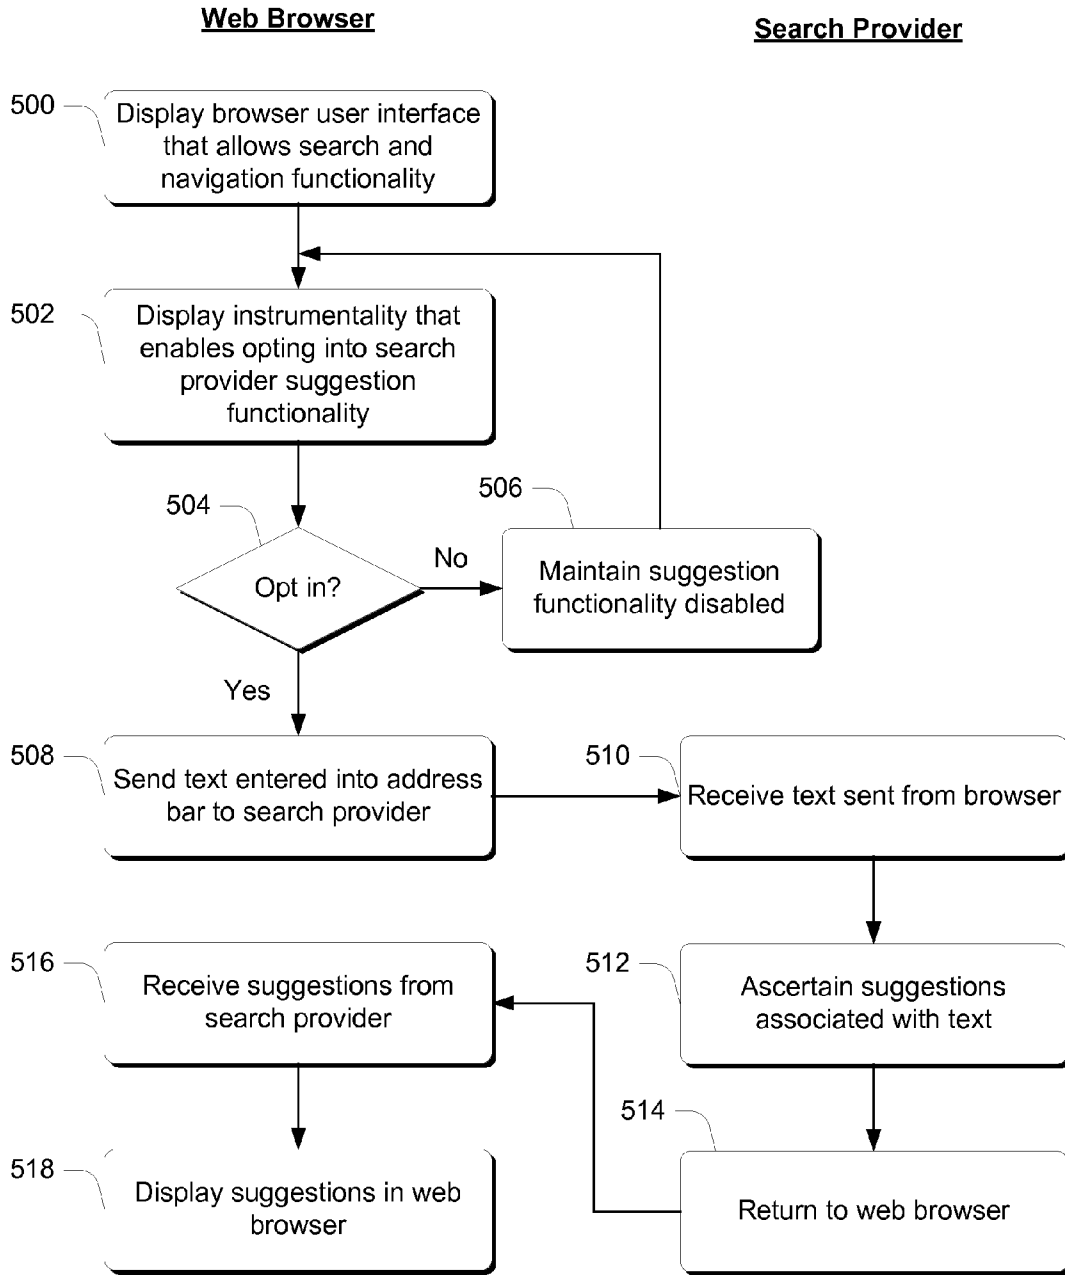 Web Browser
Search Provider
500
Display browser user interface
that allows search and
navigation functionality
502
Display instrumentality that
enables opting into search
provider suggestion
functionality
504
Opt in?
No
506
Maintain suggestion
functionality disabled
Yes
508
Send text entered into address
bar to search provider
510
Receive text sent from browser
512
Ascertain suggestions
associated with text
514
Return to web browser
516
Receive suggestions from
search provider
518
Display suggestions in web
browser